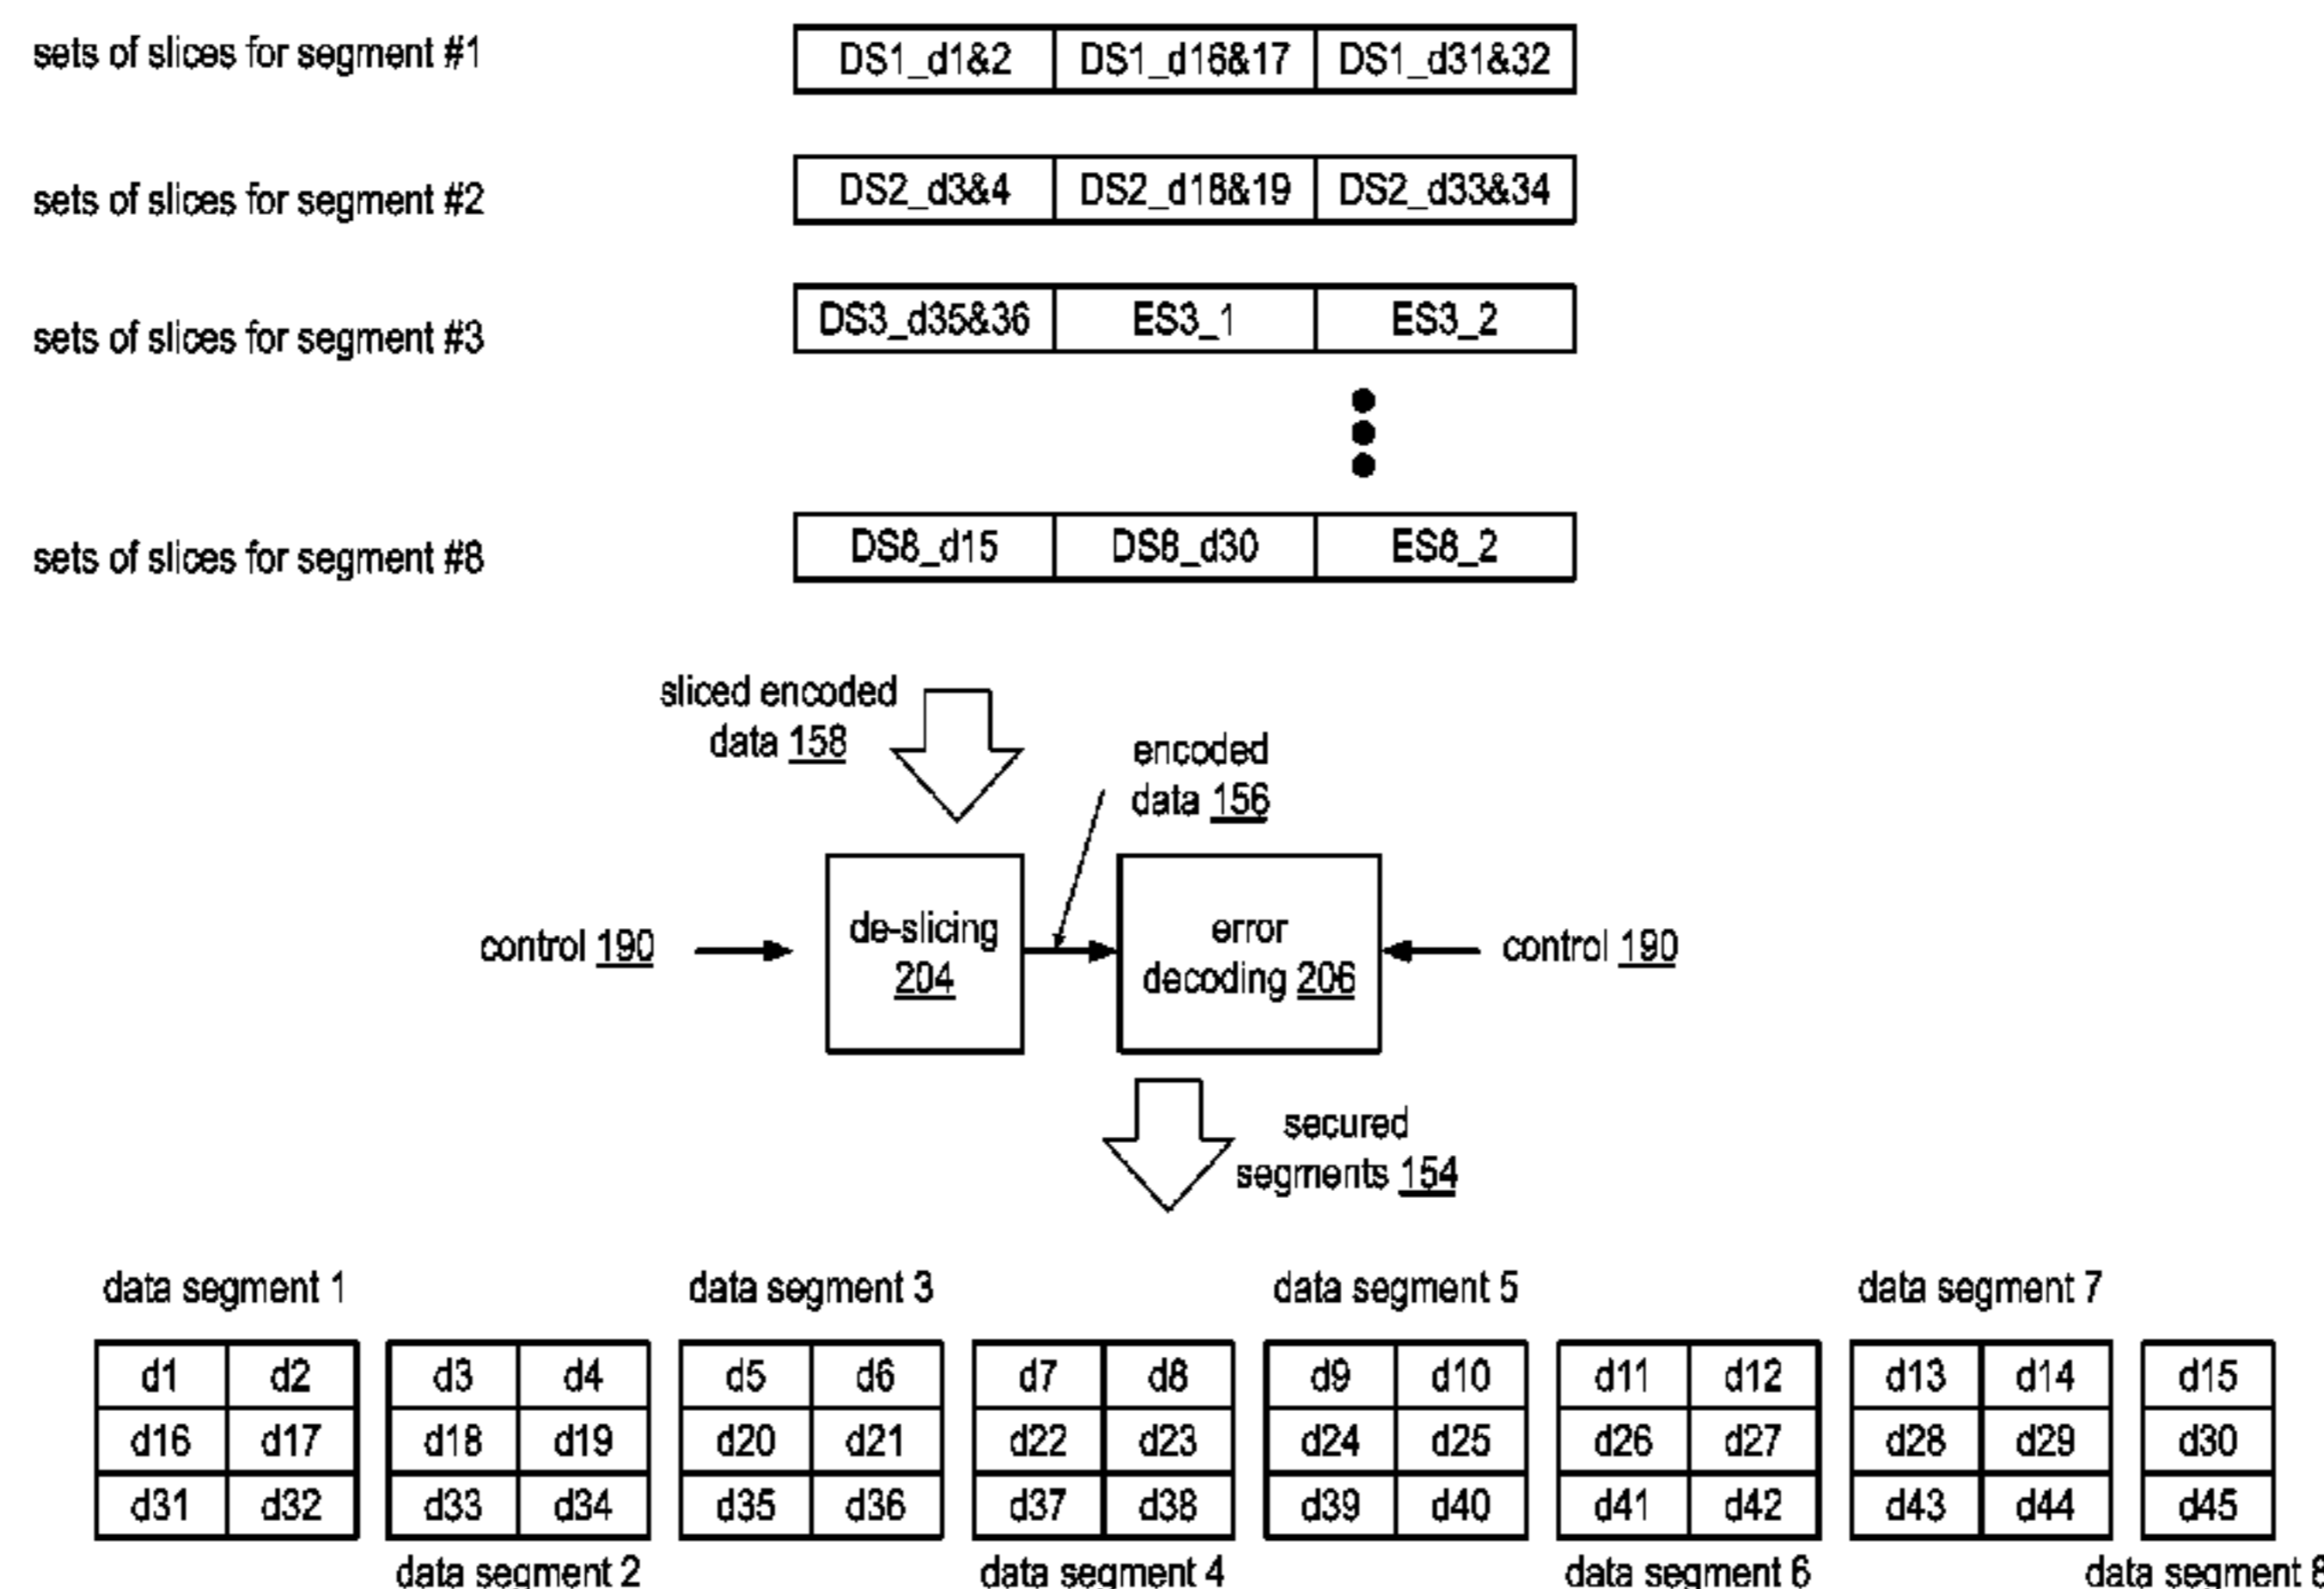 sets of slices for segment #1
DS1_d1&2 DS1_d16&17 DS1_d31&32
sets of slices for segment #2
DS2_d3&4 DS2_d18&19 DS2_d33&34
sets of slices for segment #3
DS3_d35&36 ES3_1 ES3_2
sets of slices for segment #8
DS8_d15 DS8_d30 ES8_2
sliced encoded
data 158
encoded
data 156
control 190
de-slicing
204
error
decoding 206
control 190
secured
segments 154
data segment 1 data segment 3 data segment 5 data segment 7
d1 d2 d3 d4 d5 d6 d7 d8 d9 d10 d11 d12 d13 d14 d15
d16 d17 d18 d19 d20 d21 d22 d23 d24 d25 d26 d27 d28 d29 d30
d31 d32 d33 d34 d35 d36 d37 d38 d39 d40 d41 d42 d43 d44 d45
data segment 2 data segment 4 data segment 6 data segment 8